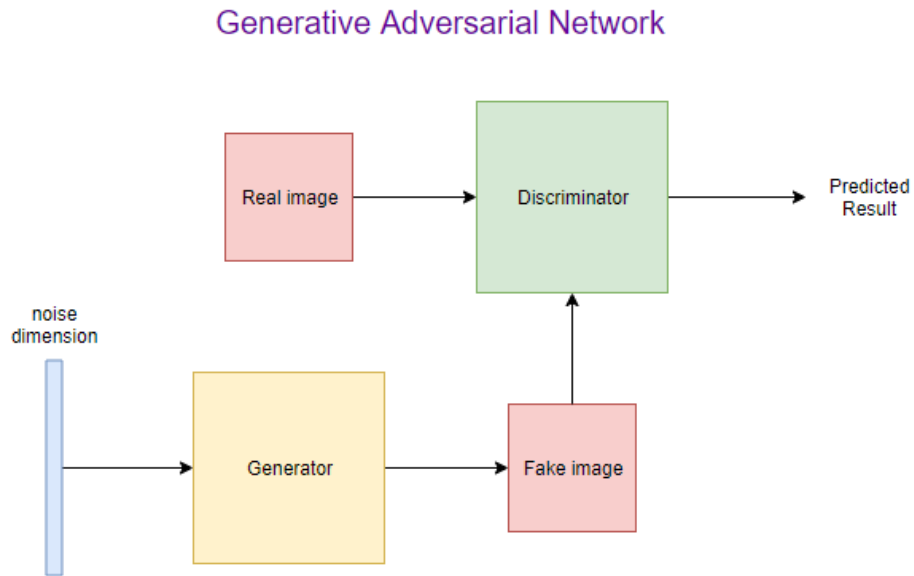 Generative Adversarial Network
Real image
Discriminator
Predicted
Result
noise
dimension
Generator
Fake image